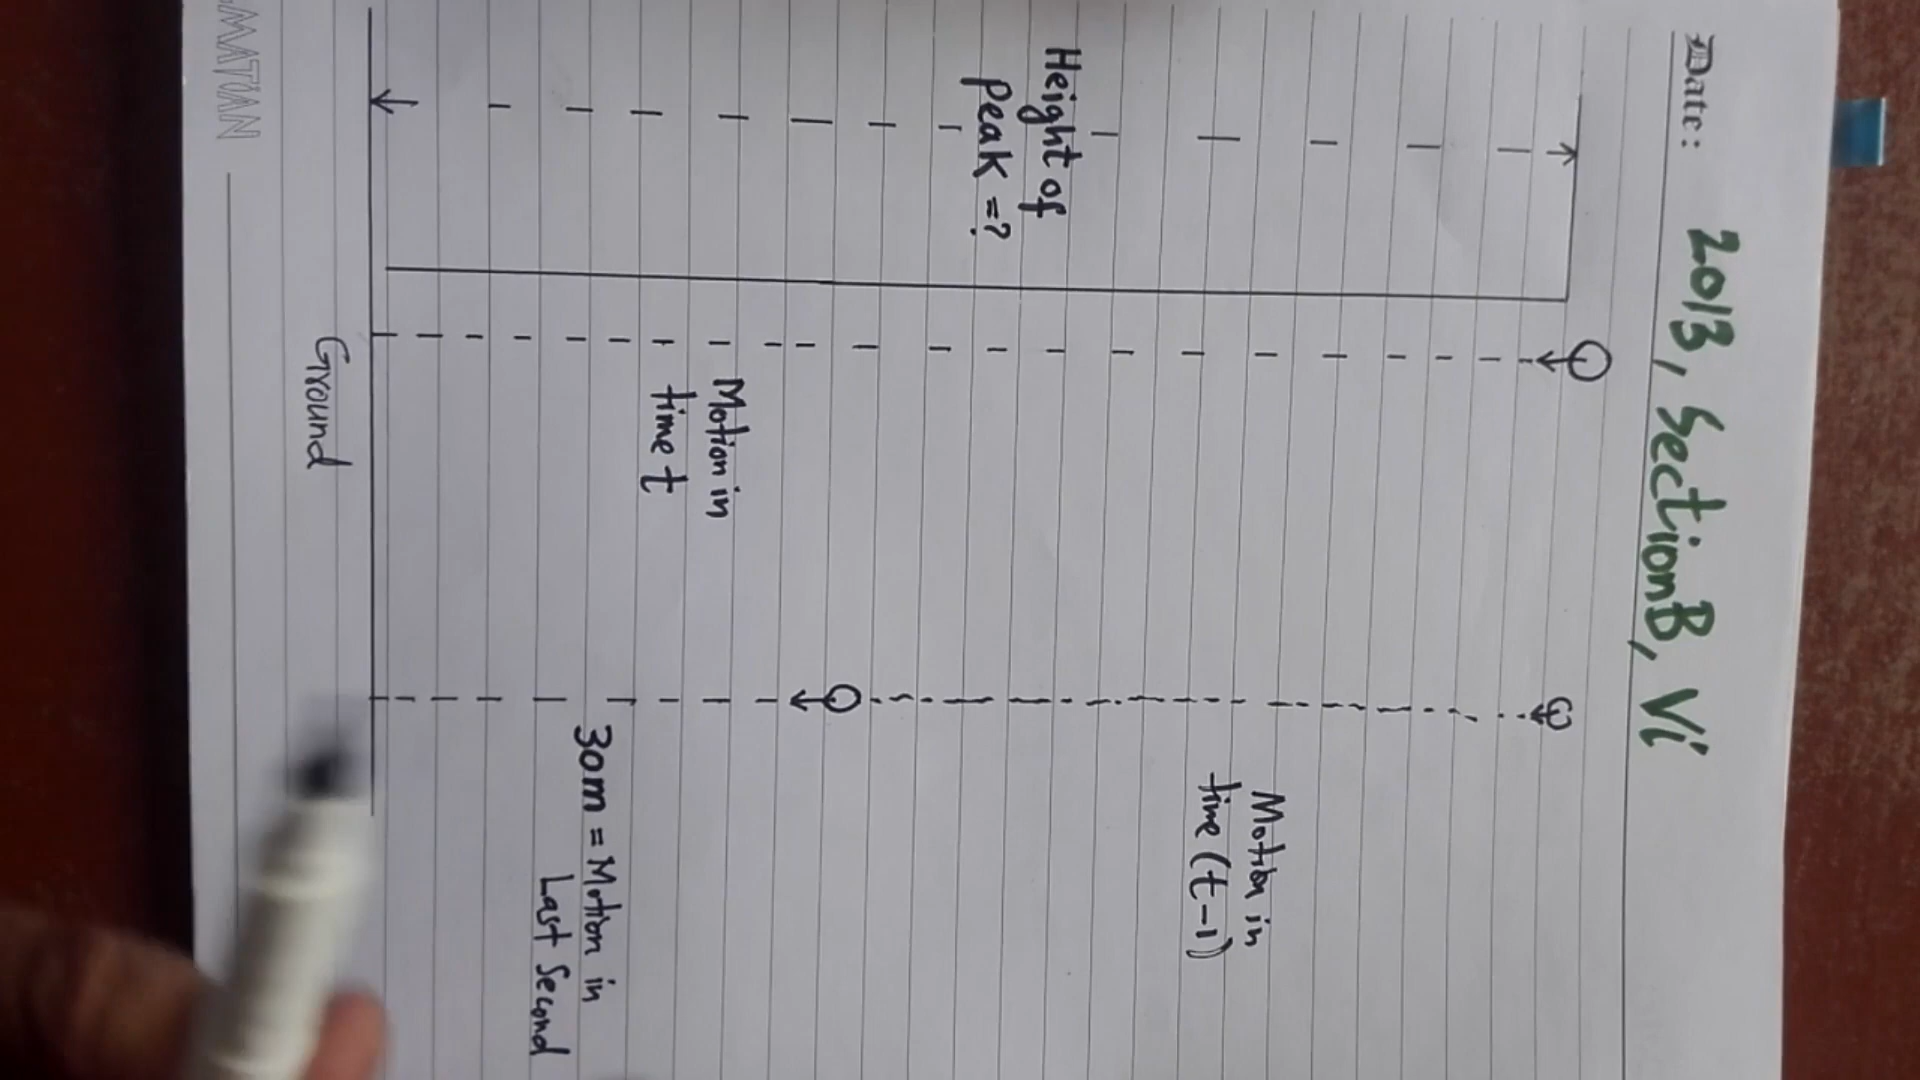 Date:
2013, Section B, Vi
Height of
Peak = ?
Motion in
time t
Motion in
time (t-1)
30m = Motion in
Last Second
Ground